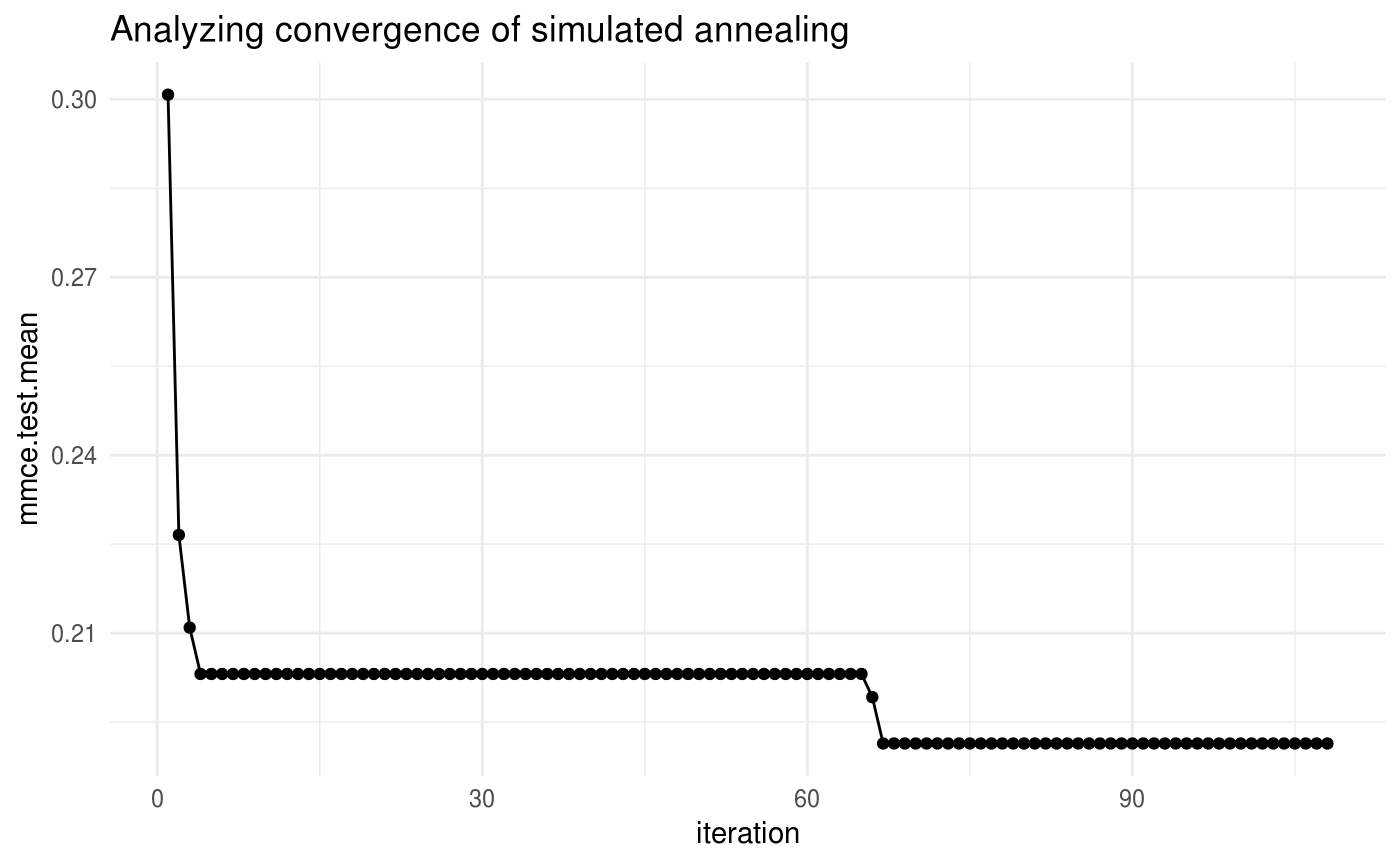 Analyzing convergence of simulated annealing
mmce.test.mean
0.30
0.27
0.24
0.21
0
30
60
90
iteration